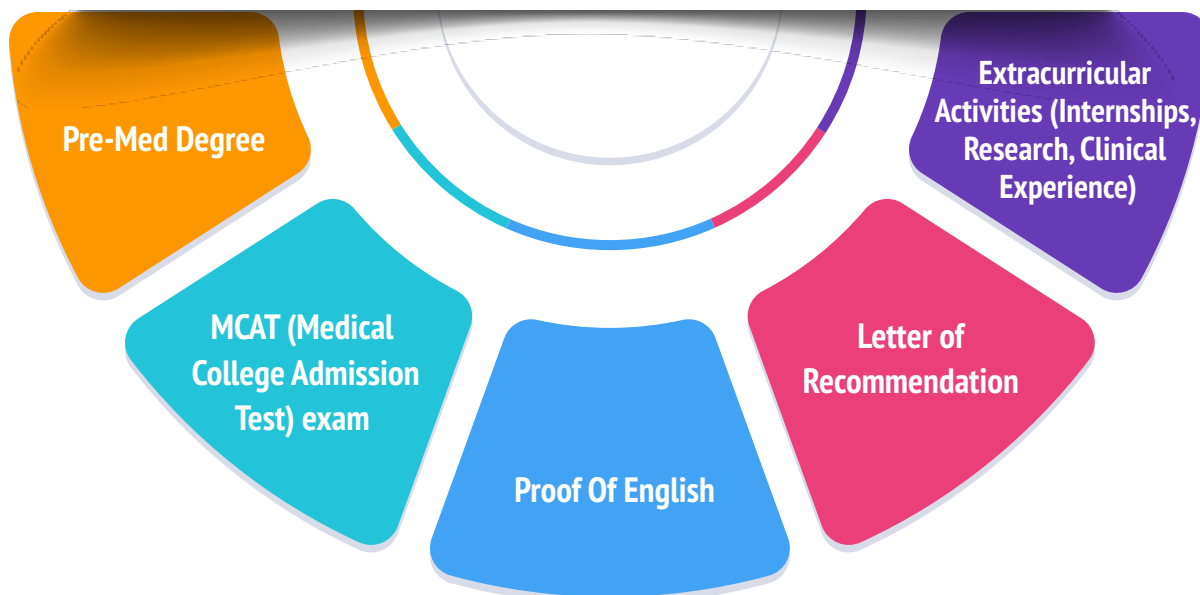 Pre-Med Degree
MCAT (Medical
College Admission
Test) exam
Proof Of English
Letter of
Recommendation
Extracurricular
Activities (Internships,
Research, Clinical
Experience)